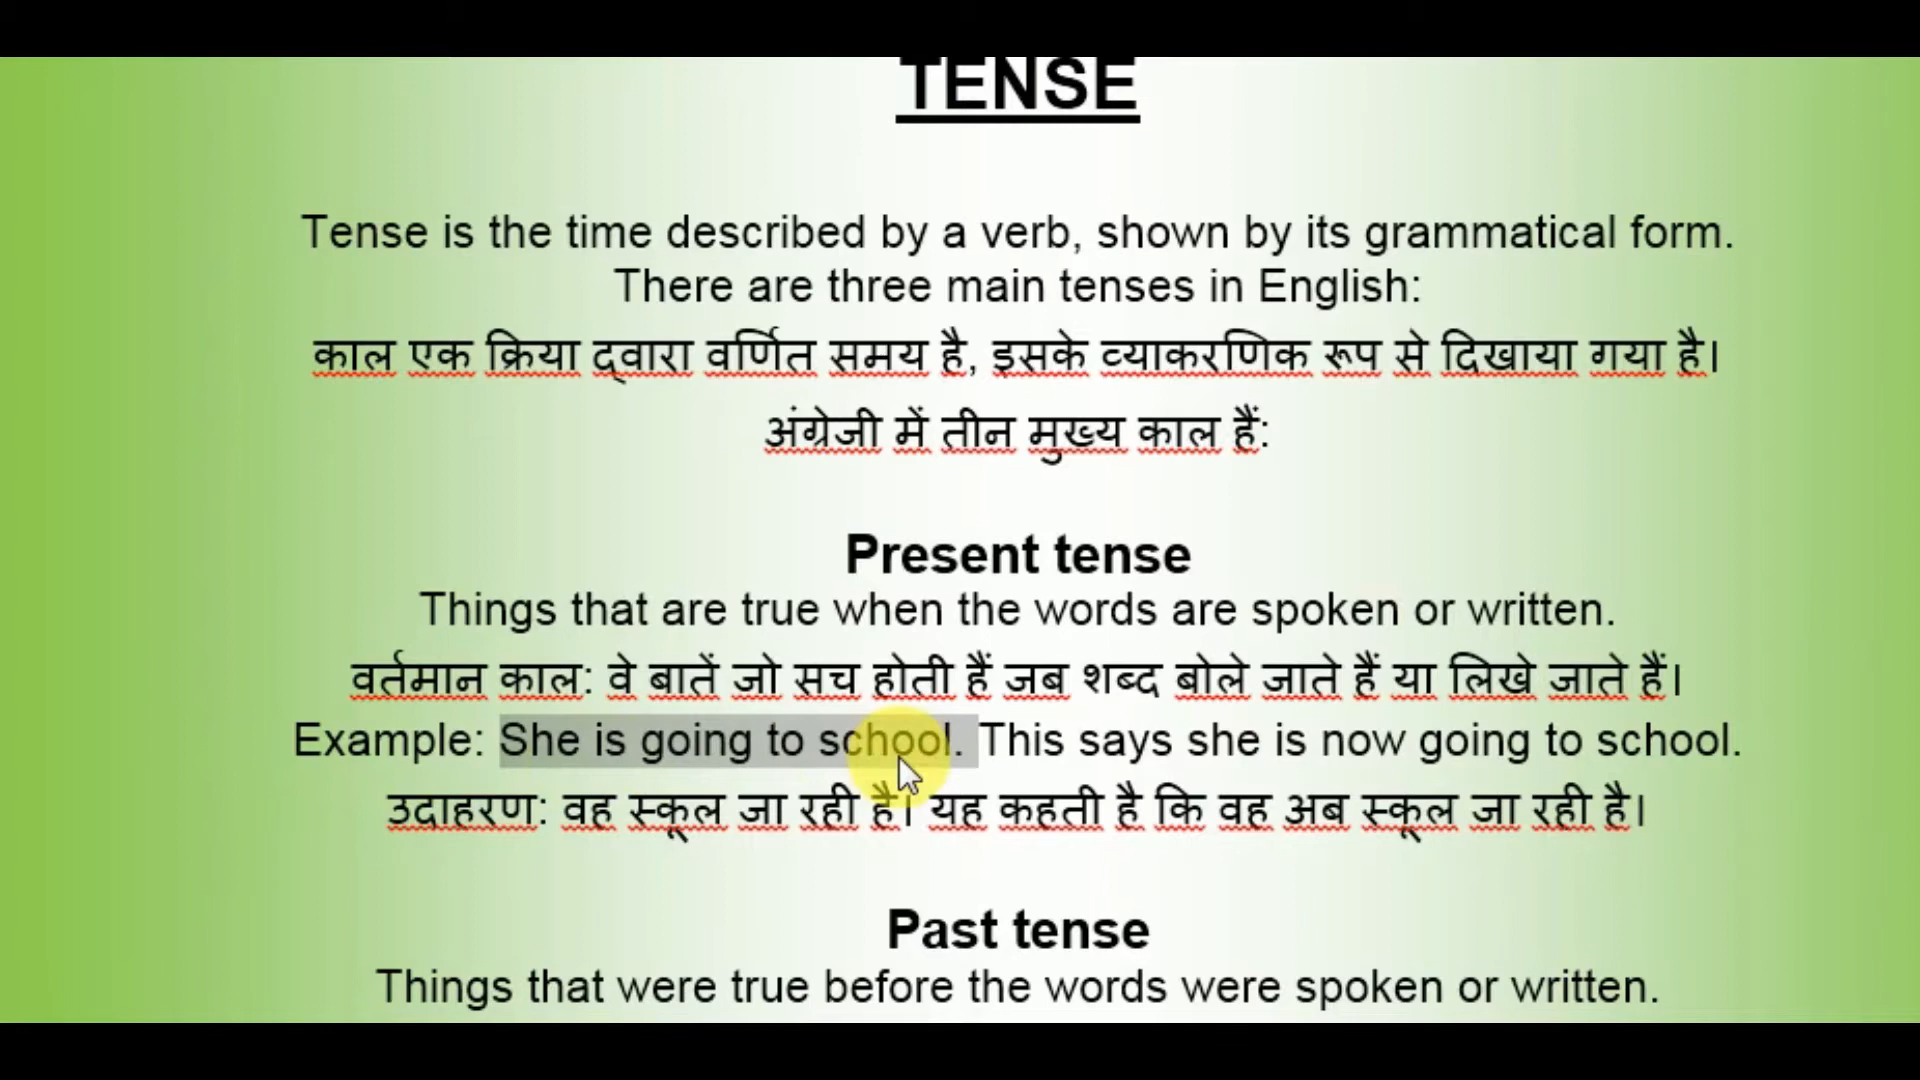 TENSE
Tense is the time described by a verb, shown by its grammatical form.
There are three main tenses in English:
काल एक क्रिया द्वारा वर्णित समय है, इसके व्याकरणिक रूप से दिखाया गया है।
अंग्रेजी में तीन मुख्य काल हैं:
Present tense
Things that are true when the words are spoken or written.
वर्तमान काल: वे बातें जो सच होती हैं जब शब्द बोले जाते हैं या लिखे जाते हैं।
Example: She is going to school. This says she is now going to school.
उदाहरण: वह स्कूल जा रही है। यह कहती है कि वह अब स्कूल जा रही है।
Past tense
Things that were true before the words were spoken or written.